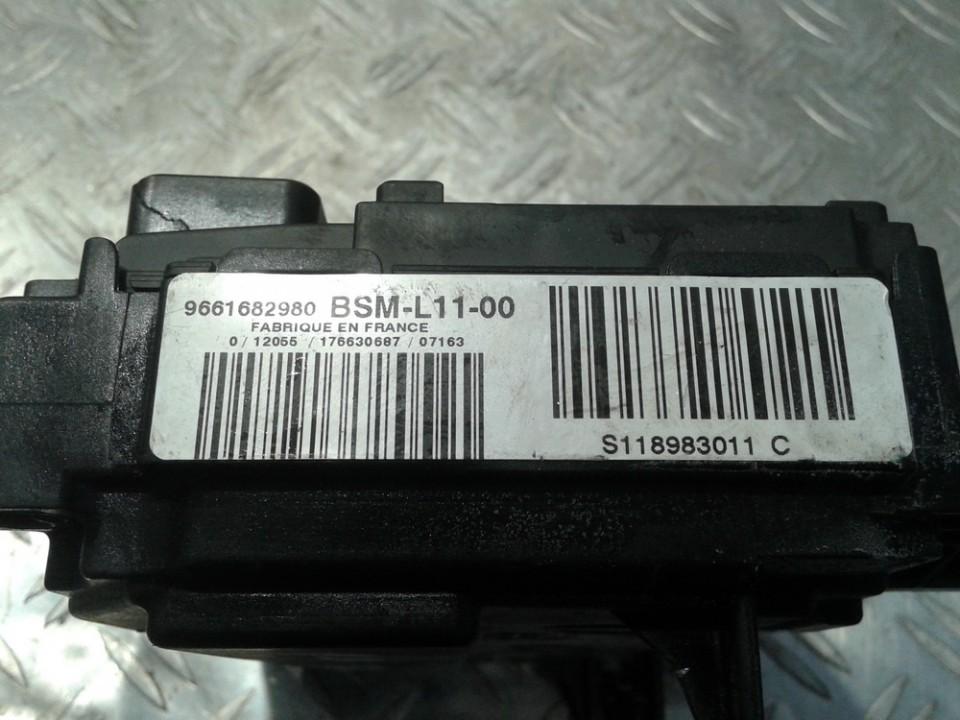 9661682980 BSM-L11-00
FABRIQUE EN FRANCE
0/ 12055 / 176630687 / 07163
S118983011 C